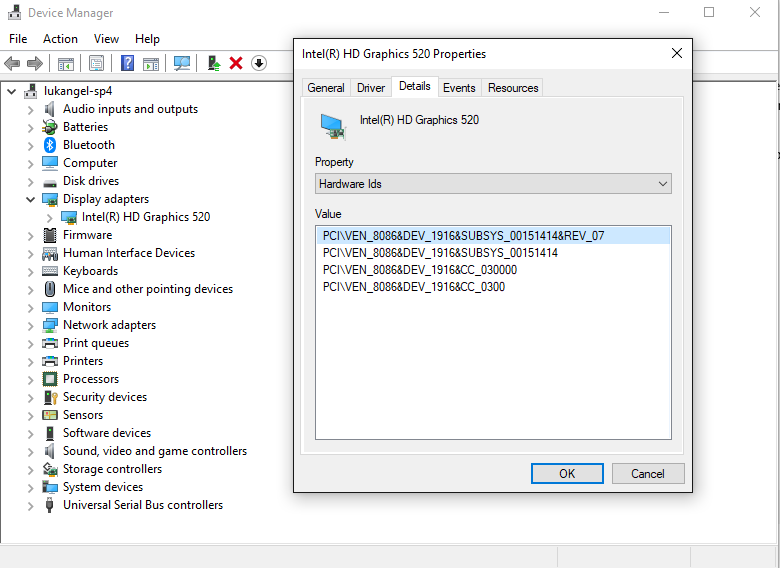 Device Manager
File Action View Help
lukangel-sp4
Audio inputs and outputs
Batteries
Bluetooth
Computer
Disk drives
Display adapters
Intel(R) HD Graphics 520
Firmware
Human Interface Devices
Keyboards
Mice and other pointing devices
Monitors
Network adapters
Print queues
Printers
Processors
Security devices
Sensors
Software devices
Sound, video and game controllers
Storage controllers
System devices
Universal Serial Bus controllers
Intel(R) HD Graphics 520 Properties
General Driver Details Events Resources
Intel(R) HD Graphics 520
Property
Hardware Ids
Value
PCI\VEN_8086&DEV_1916&SUBSYS_00151414&REV_07
PCI\VEN_8086&DEV_1916&SUBSYS_00151414
PCI\VEN_8086&DEV_1916&CC_030000
PCI\VEN_8086&DEV_1916&CC_0300
OK Cancel